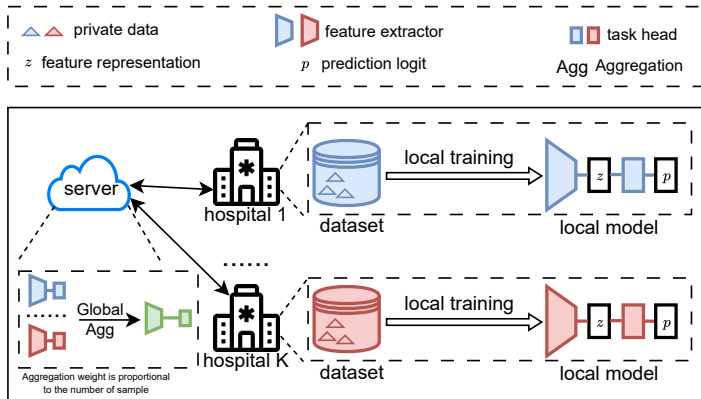 private data
feature extractor
task head
z feature representation
p prediction logit
Agg Aggregation
server
hospital 1
dataset
local training
z
p
local model
......
......
Global
Agg
hospital K
dataset
local training
z
p
local model
Aggregation weight is proportional
to the number of sample